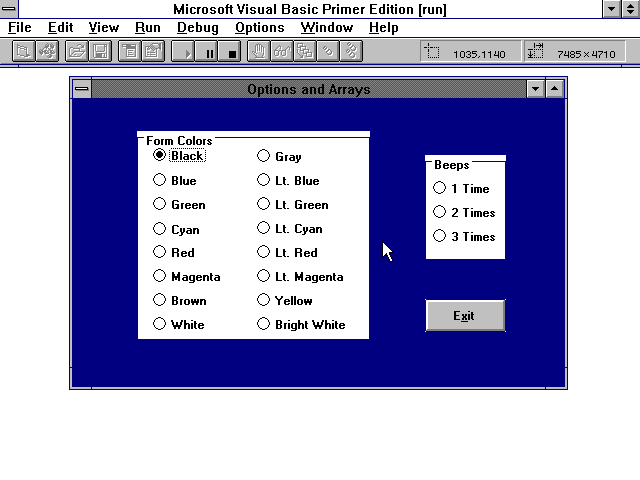 Microsoft Visual Basic Primer Edition [run]
File Edit View Run Debug Options Window Help
1035,1140 7485×4710
Options and Arrays
Form Colors
Black Gray
Blue Lt. Blue
Green Lt. Green
Cyan Lt. Cyan
Red Lt. Red
Magenta Lt. Magenta
Brown Yellow
White Bright White
Beeps
1 Time
2 Times
3 Times
Exit